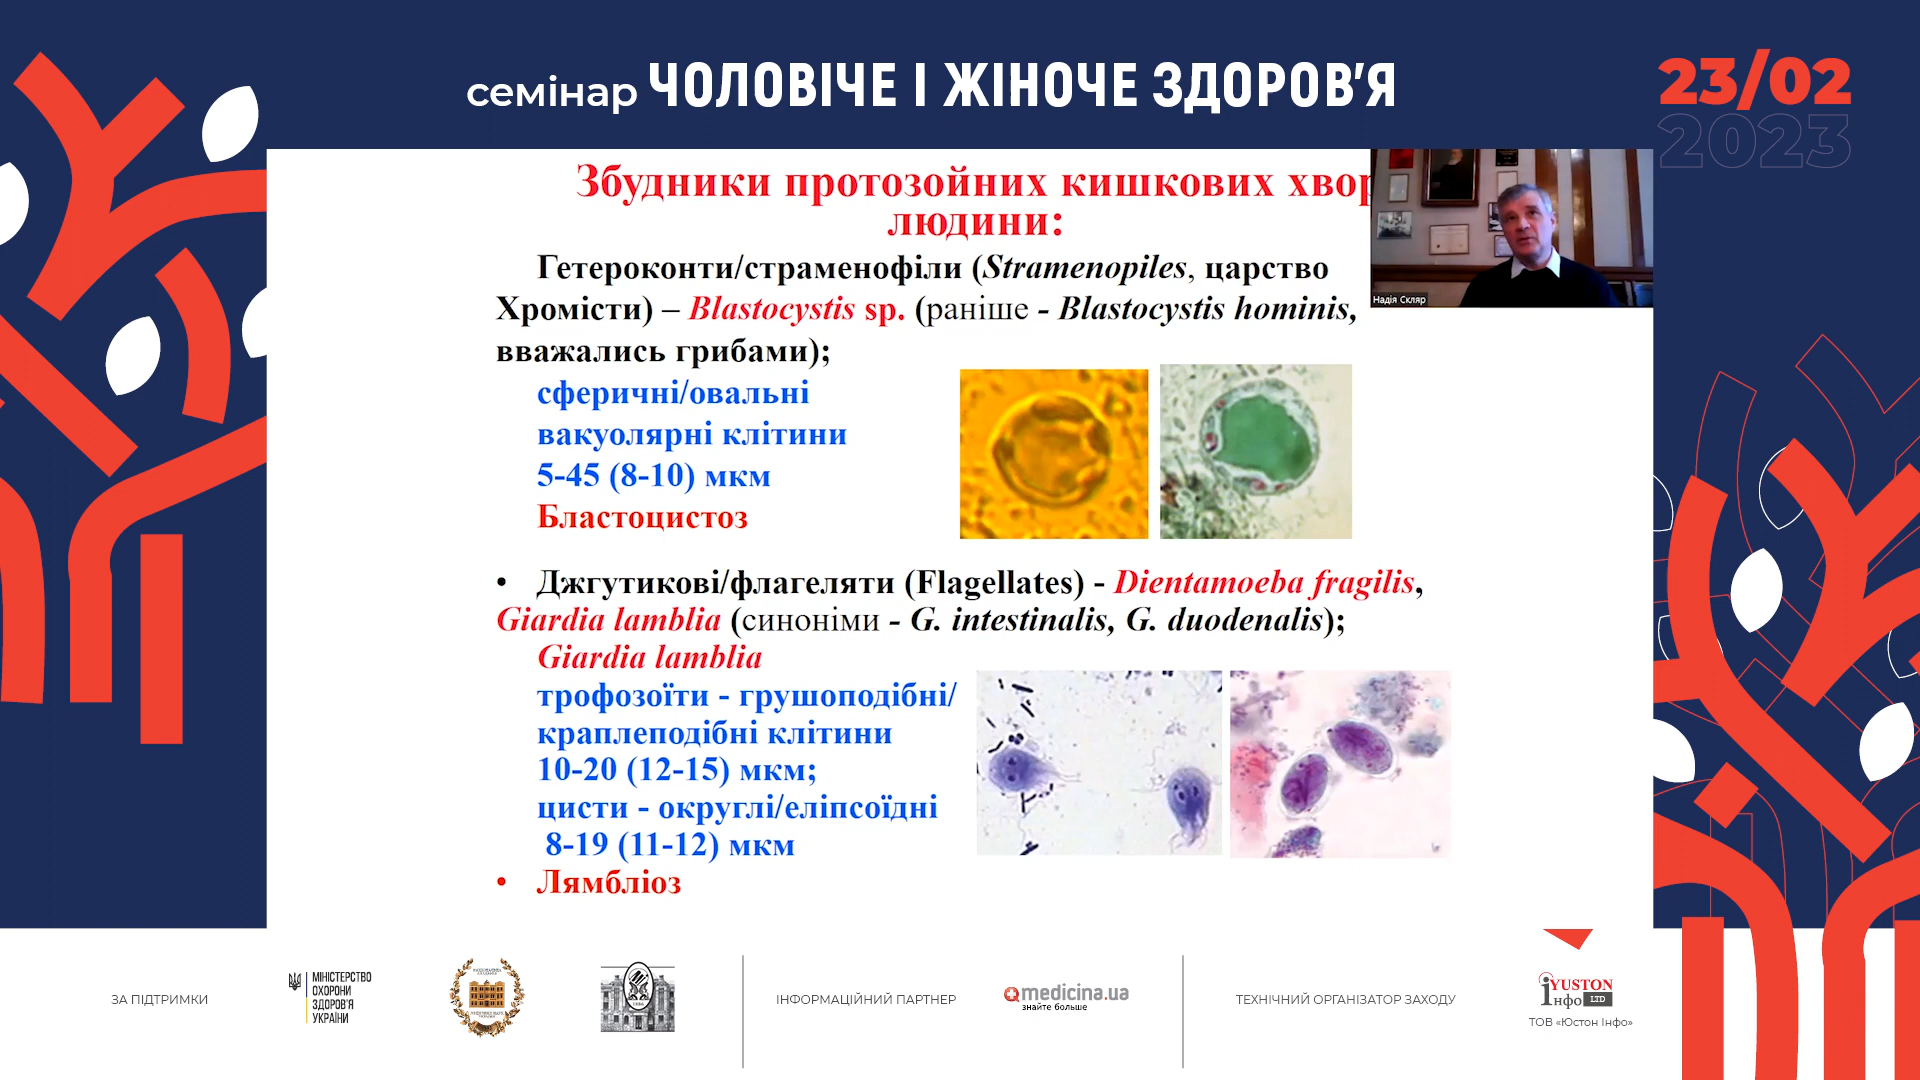 семінар ЧОЛОВІЧЕ І ЖІНОЧЕ ЗДОРОВ'Я
23/02
2023
Збудники протозойних кишкових хвор
людини:
Гетероконти/страменофіли (Stramenopiles, царство
Хромісти) – Blastocystis sp. (раніше - Blastocystis hominis,
вважались грибами);
сферичні/овальні
вакуолярні клітини
5-45 (8-10) мкм
Бластоцистоз
• Джгутикові/флагеляти (Flagellates) - Dientamoeba fragilis,
Giardia lamblia (синоніми - G. intestinalis, G. duodenalis);
Giardia lamblia
трофозоїти - грушоподібні/
краплеподібні клітини
10-20 (12-15) мкм;
цисти - округлі/еліпсоїдні
8-19 (11-12) мкм
• Лямбліоз
Надія Скляр
ЗА ПІДТРИМКИ
МІНІСТЕРСТВО
ОХОРОНИ
ЗДОРОВ'Я
УКРАЇНИ
ІНФОРМАЦІЙНИЙ ПАРТНЕР
medicina.ua
знайте больше
ТЕХНІЧНИЙ ОРГАНІЗАТОР ЗАХОДУ
YUSTON
iнфо LTD
ТОВ «Юстон Інфо»